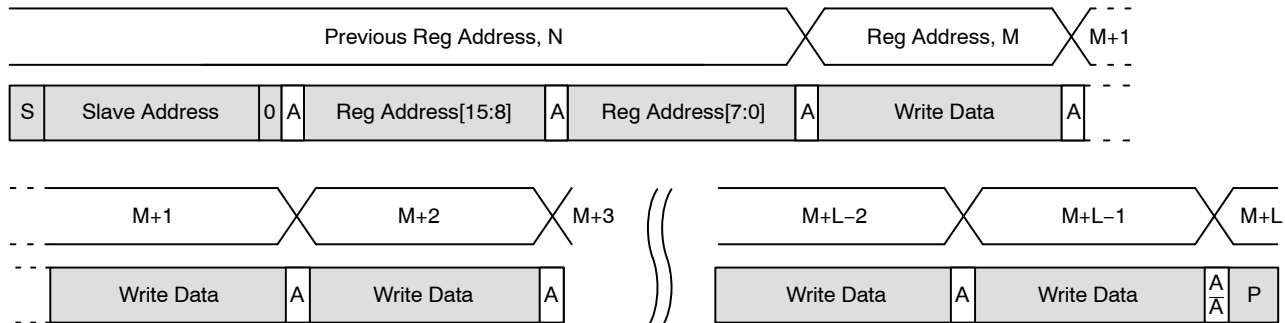 Previous Reg Address, N Reg Address, M M+1
S Slave Address 0 A Reg Address[15:8] A Reg Address[7:0] A Write Data A
M+1 M+2 M+3 M+L−2 M+L−1 M+L
Write Data A Write Data A Write Data A Write Data A/A̅ P